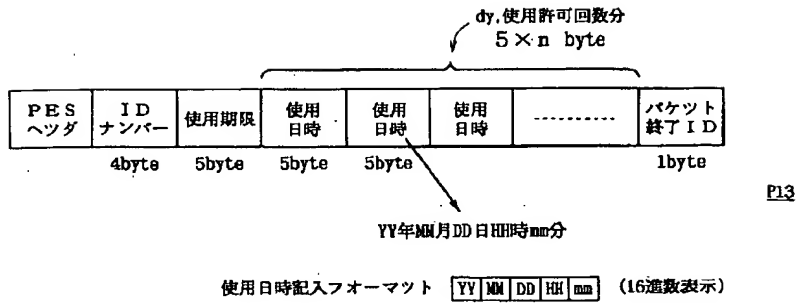 dy,使用許可回数分
5×n byte
PES
ヘツダ
ID
ナンバー
使用期限
使用
日時
使用
日時
使用
日時
パケツト
終了ID
4byte
5byte
5byte
5byte
1byte
P13
YY年MM月DD日HH時mm分
使用日時記入フオーマツト YY MM DD HH mm (16進数表示)